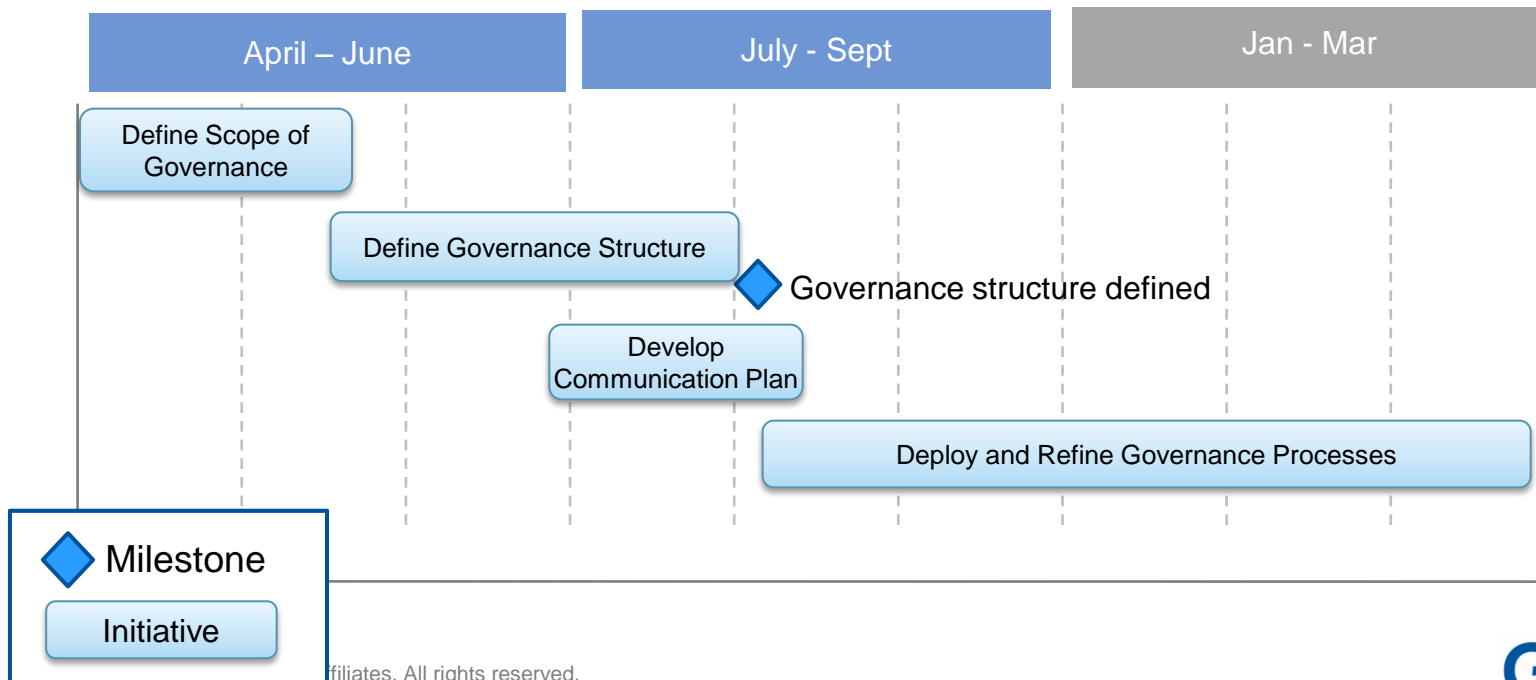 April – June
July - Sept
Jan - Mar
Define Scope of
Governance
Define Governance Structure
Governance structure defined
Develop
Communication Plan
Deploy and Refine Governance Processes
Milestone
Initiative
All rights reserved.